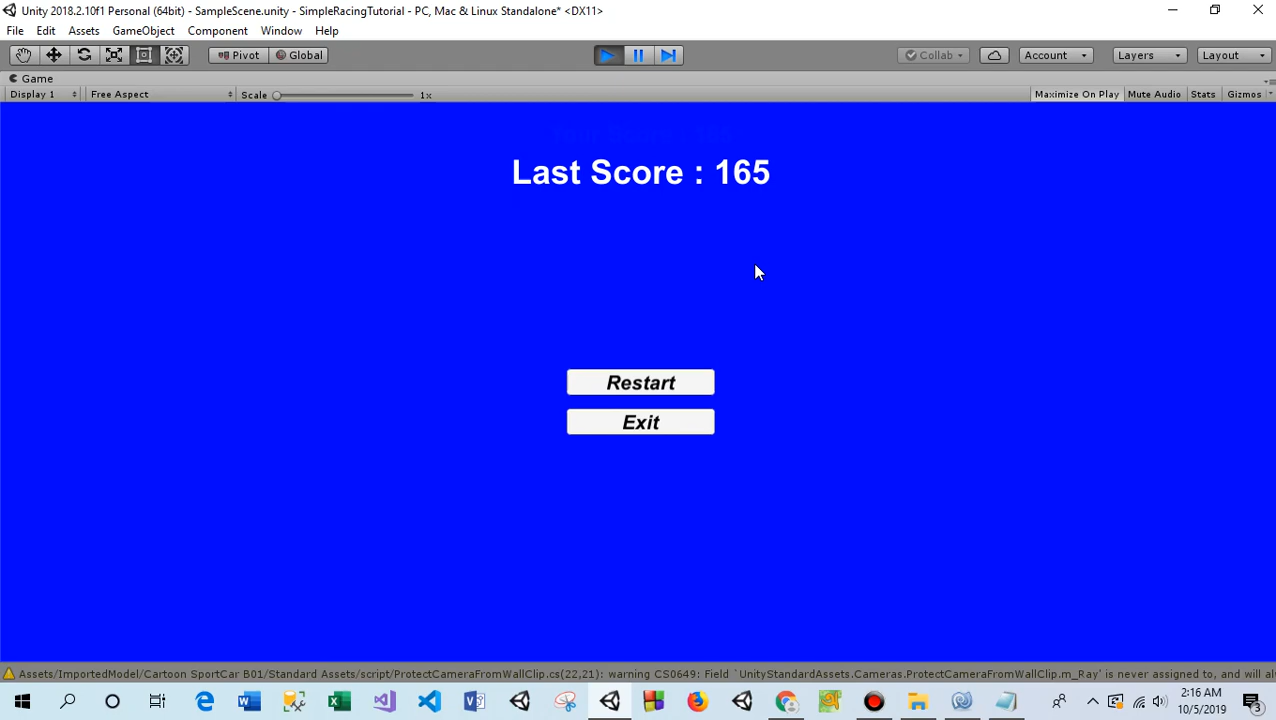 Unity 2018.2.10f1 Personal (64bit) - SampleScene.unity - SimpleRacingTutorial - PC, Mac & Linux Standalone* <DX11>
File Edit Assets GameObject Component Window Help
Pivot Global Collab Account Layers Layout
Game
Display 1 Free Aspect Scale 1x Maximize On Play Mute Audio Stats Gizmos
Your Score : 165
Last Score : 165
Restart
Exit
Assets/ImportedModel/Cartoon SportCar B01/Standard Assets/script/ProtectCameraFromWallClip.cs(22,21): warning CS0649: Field `UnityStandardAssets.Cameras.ProtectCameraFromWallClip.m_Ray' is never assigned to, and will al
2:16 AM
10/5/2019
3